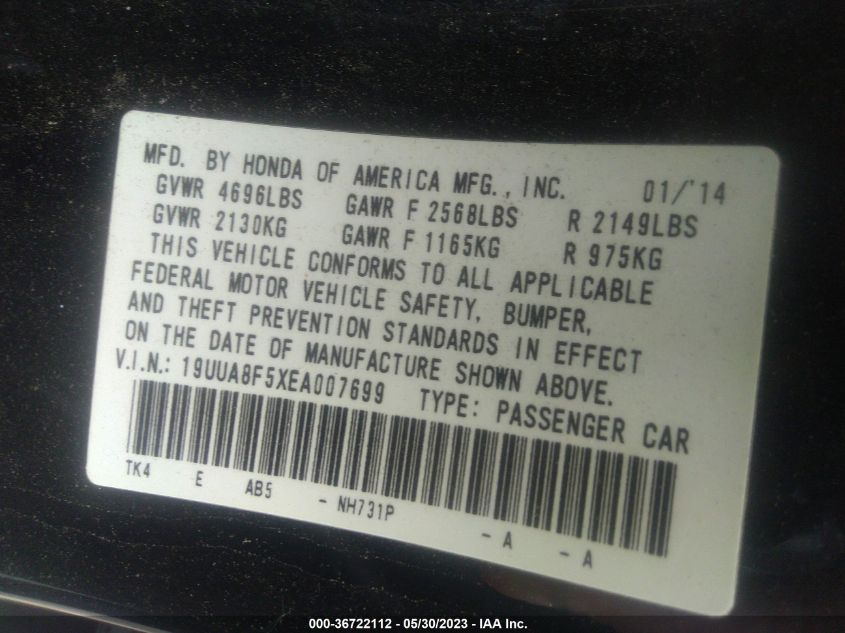 MFD. BY HONDA OF AMERICA MFG., INC. 01/'14
GVWR 4696LBS GAWR F 2568LBS R 2149LBS
GVWR 2130KG GAWR F 1165KG R 975KG
THIS VEHICLE CONFORMS TO ALL APPLICABLE
FEDERAL MOTOR VEHICLE SAFETY, BUMPER,
AND THEFT PREVENTION STANDARDS IN EFFECT
ON THE DATE OF MANUFACTURE SHOWN ABOVE.
V.I.N.: 19UUA8F5XEA007699 TYPE: PASSENGER CAR
TK4 E AB5 - NH731P - A - A
000-36722112 - 05/30/2023 - IAA Inc.